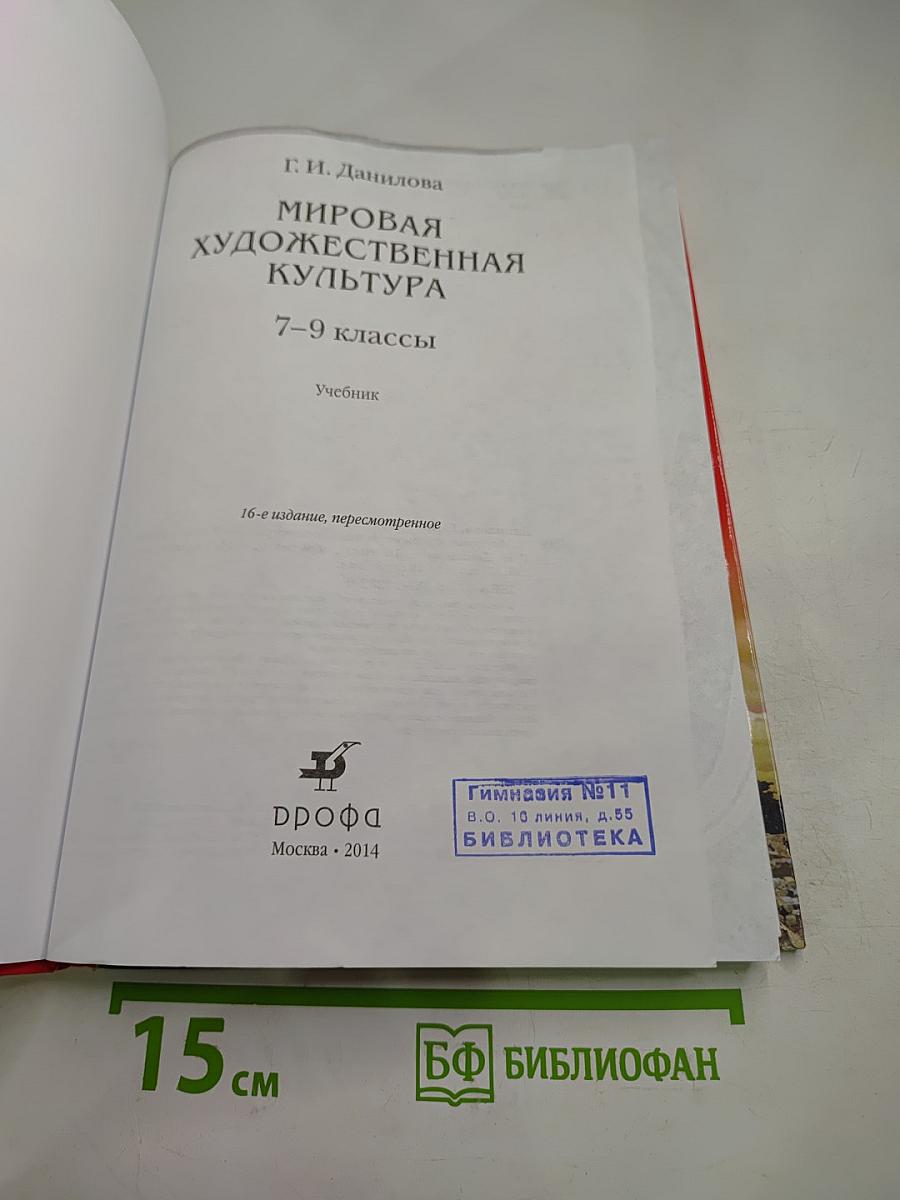 Г. И. Данилова
МИРОВАЯ
ХУДОЖЕСТВЕННАЯ
КУЛЬТУРА
7–9 классы
Учебник
16-е издание, пересмотренное
дрофа
Москва • 2014
Гимназия №11
В.О. 16 линия, д.55
БИБЛИОТЕКА
15 см
БФ БИБЛИОФАН